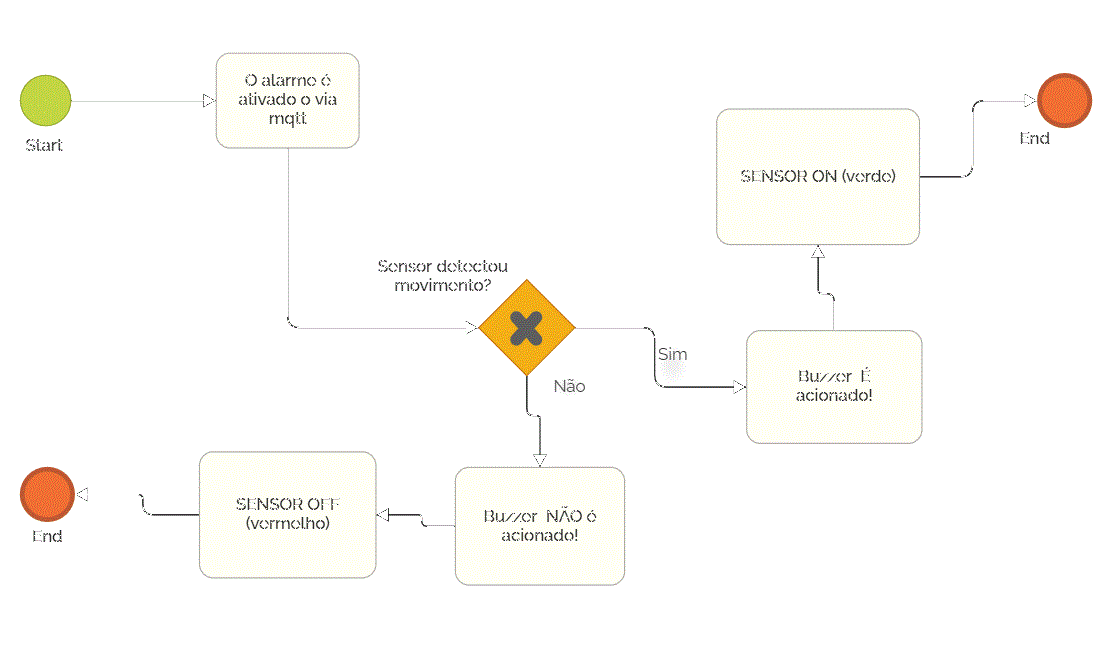 Start
O alarme é
ativado o via
mqtt
Sensor detectou
movimento?
Sim
Não
Buzzer É
acionado!
SENSOR ON (verde)
End
Buzzer NÃO é
acionado!
SENSOR OFF
(vermelho)
End